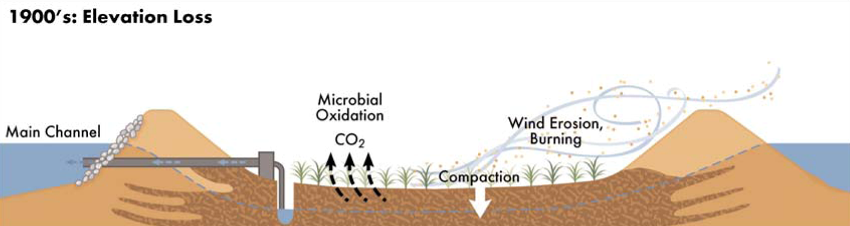 1900's: Elevation Loss
Main Channel
Microbial
Oxidation
CO₂
Wind Erosion,
Burning
Compaction